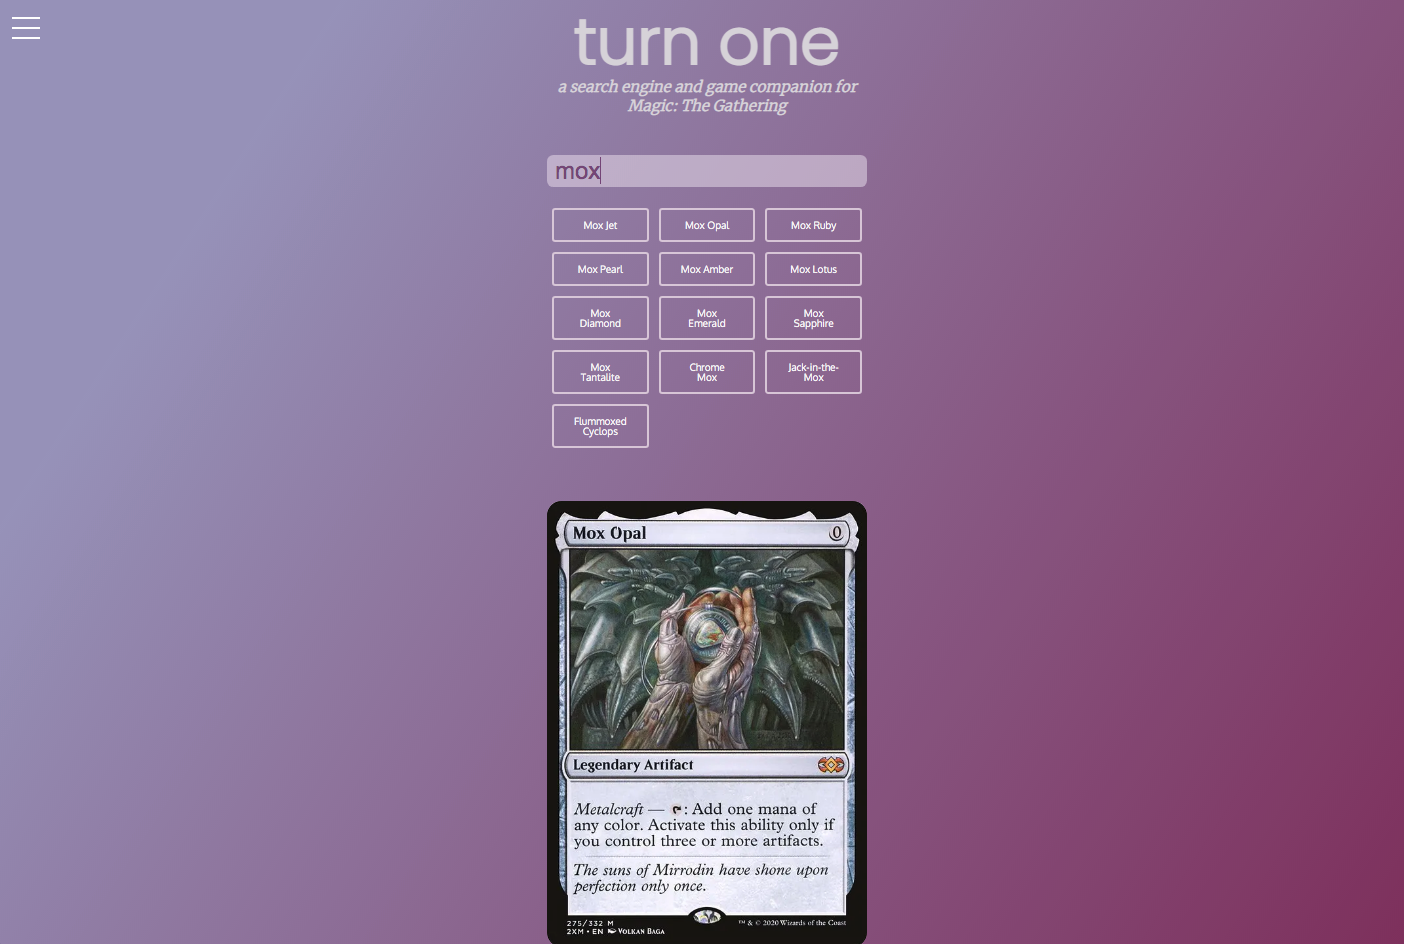 turn one
a search engine and game companion for
Magic: The Gathering
mox
Mox Jet
Mox Opal
Mox Ruby
Mox Pearl
Mox Amber
Mox Lotus
Mox
Diamond
Mox
Emerald
Mox
Sapphire
Mox
Tantalite
Chrome
Mox
Jack-in-the-
Mox
Flummoxed
Cyclops
Mox Opal 0
Legendary Artifact
Metalcraft — : Add one mana of
any color. Activate this ability only if
you control three or more artifacts.
The suns of Mirrodin have shone upon
perfection only once.
275/332 M
2XM • EN Volkan Baga
™ & © 2020 Wizards of the Coast